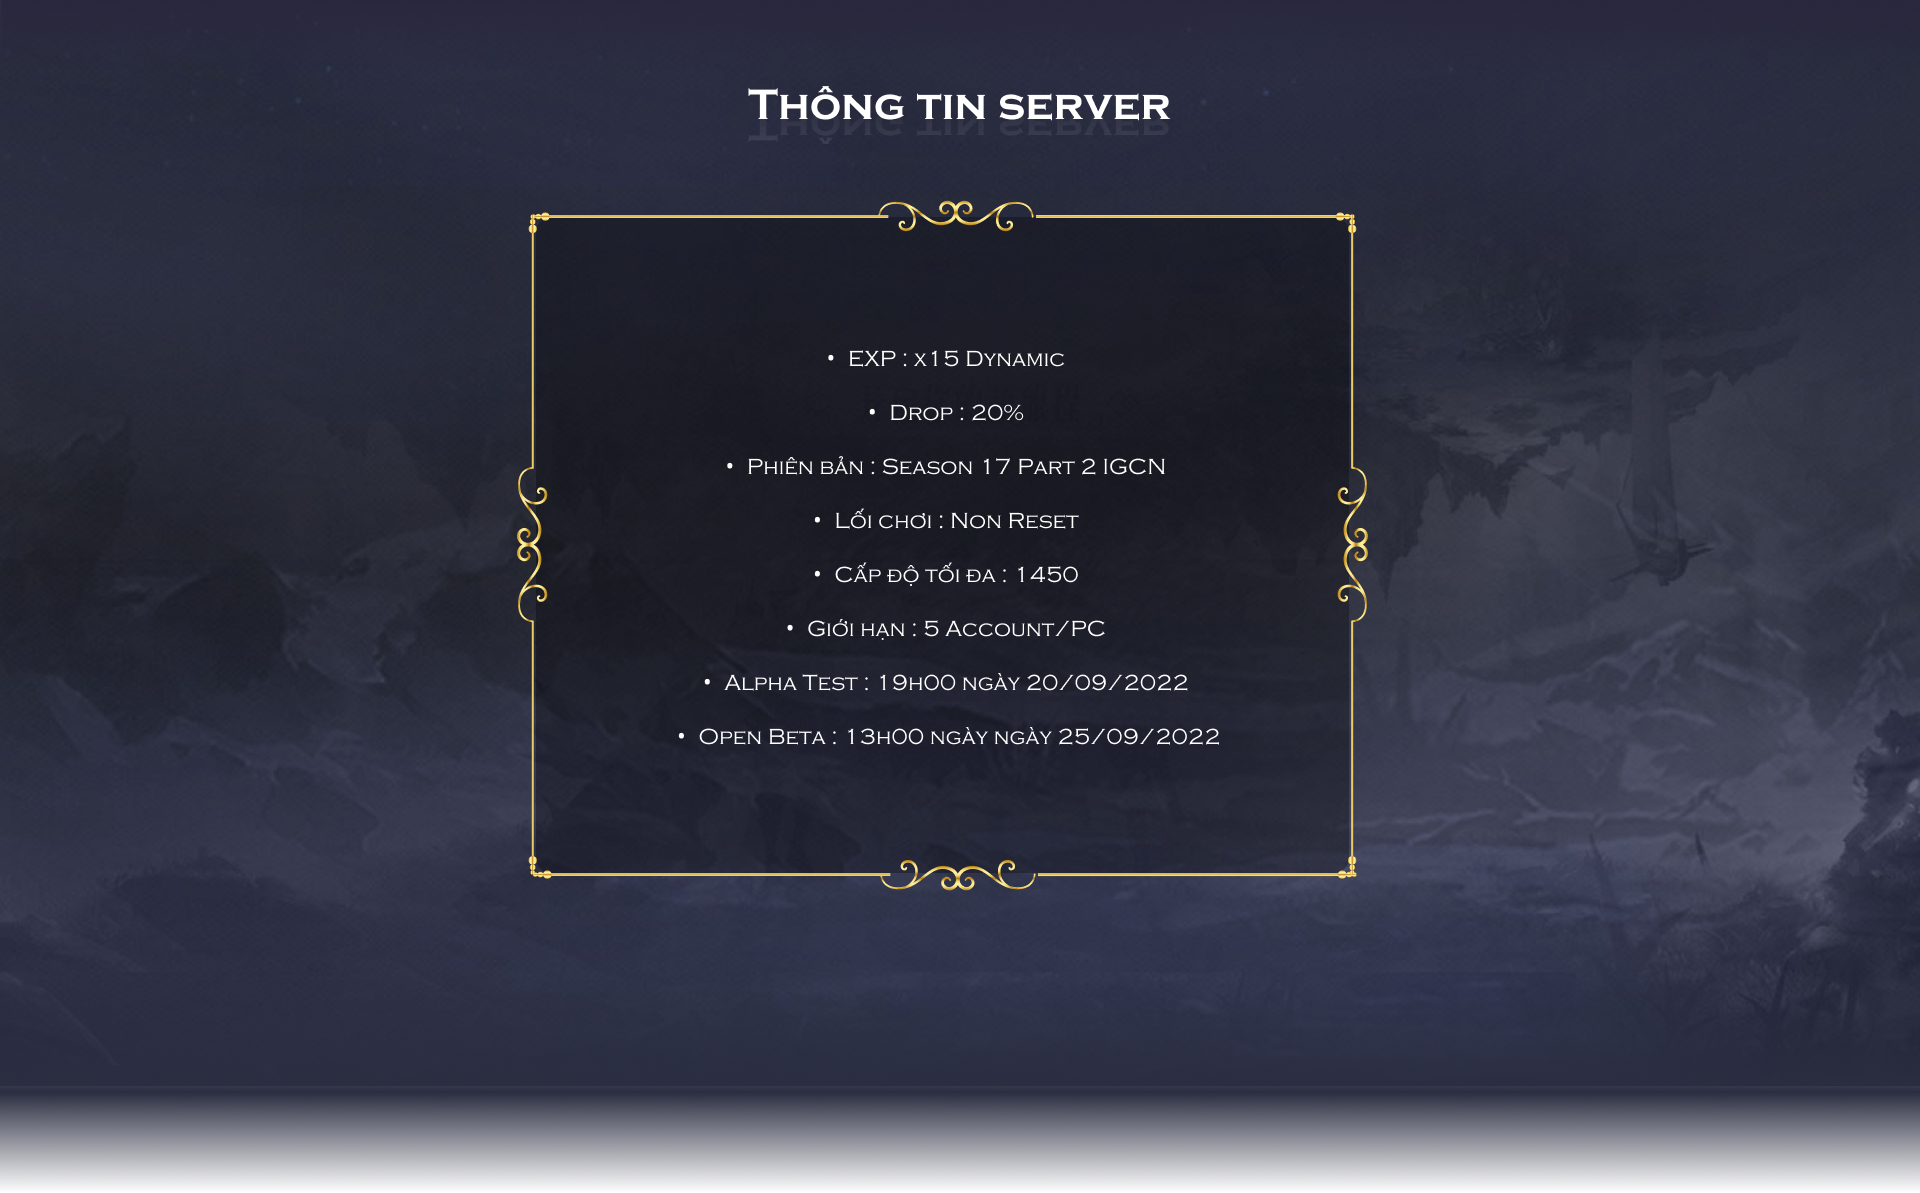 Thông tin server
• EXP : x15 Dynamic
• Drop : 20%
• Phiên bản : Season 17 Part 2 IGCN
• Lối chơi : Non Reset
• Cấp độ tối đa : 1450
• Giới hạn : 5 Account/PC
• Alpha Test : 19h00 ngày 20/09/2022
• Open Beta : 13h00 ngày ngày 25/09/2022